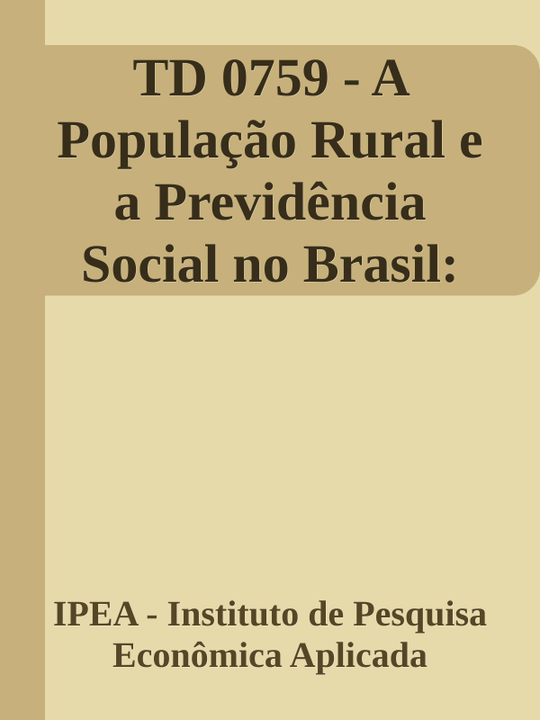 TD 0759 - A
População Rural e
a Previdência
Social no Brasil:
IPEA - Instituto de Pesquisa
Econômica Aplicada